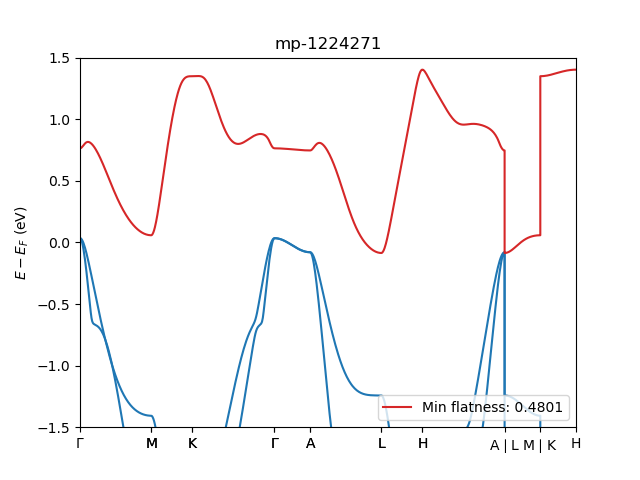 mp-1224271
E − E_F (eV)
1.5
1.0
0.5
0.0
−0.5
−1.0
−1.5
Min flatness: 0.4801
Γ M K Γ A L H A | L M | K H